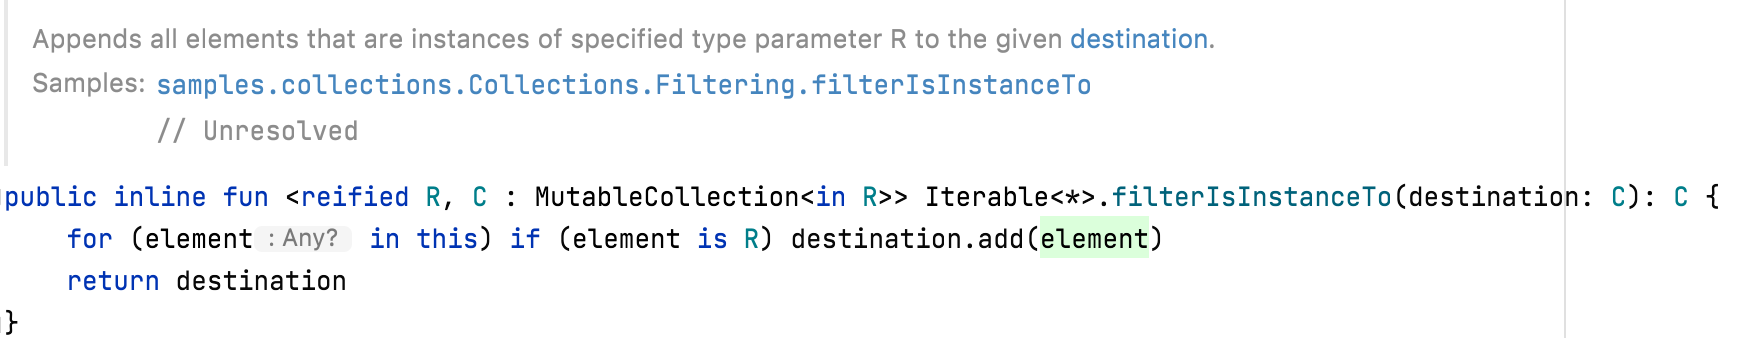 Appends all elements that are instances of specified type parameter R to the given destination.
Samples: samples.collections.Collections.Filtering.filterIsInstanceTo
// Unresolved
public inline fun <reified R, C : MutableCollection<in R>> Iterable<*>.filterIsInstanceTo(destination: C): C {
for (element : Any? in this) if (element is R) destination.add(element)
return destination
}